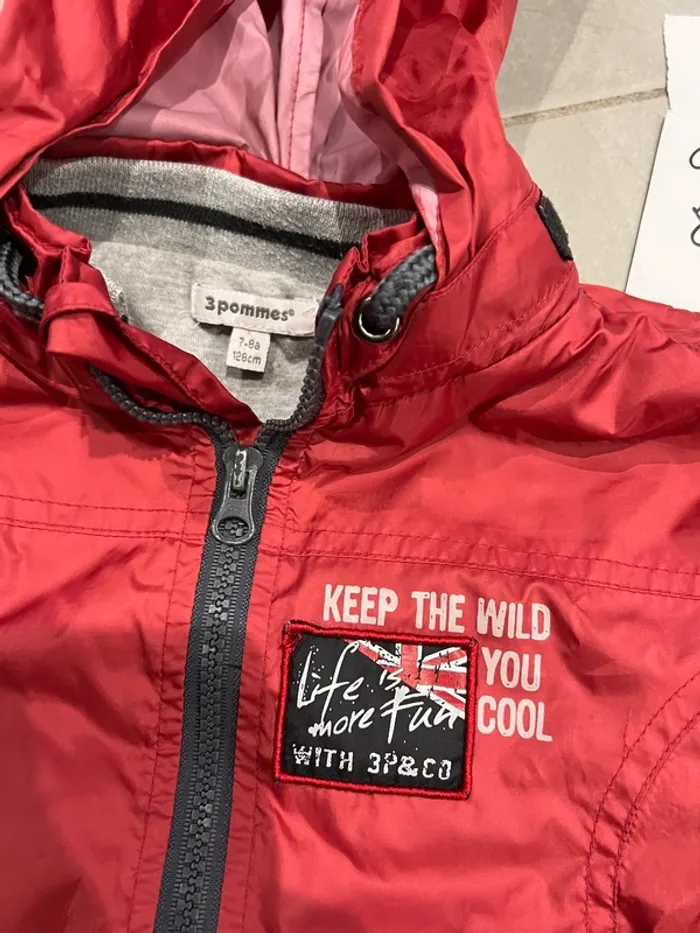 3pommes®
7-8a
128cm
KEEP THE WILD
YOU
COOL
Life is
more Fun
WITH 3P&CO